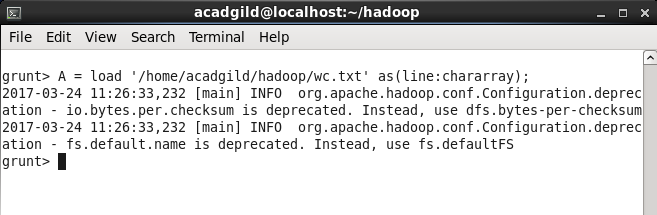 acadgild@localhost:~/hadoop
File Edit View Search Terminal Help
grunt> A = load '/home/acadgild/hadoop/wc.txt' as(line:chararray);
2017-03-24 11:26:33,232 [main] INFO  org.apache.hadoop.conf.Configuration.deprec
ation - io.bytes.per.checksum is deprecated. Instead, use dfs.bytes-per-checksum
2017-03-24 11:26:33,232 [main] INFO  org.apache.hadoop.conf.Configuration.deprec
ation - fs.default.name is deprecated. Instead, use fs.defaultFS
grunt>